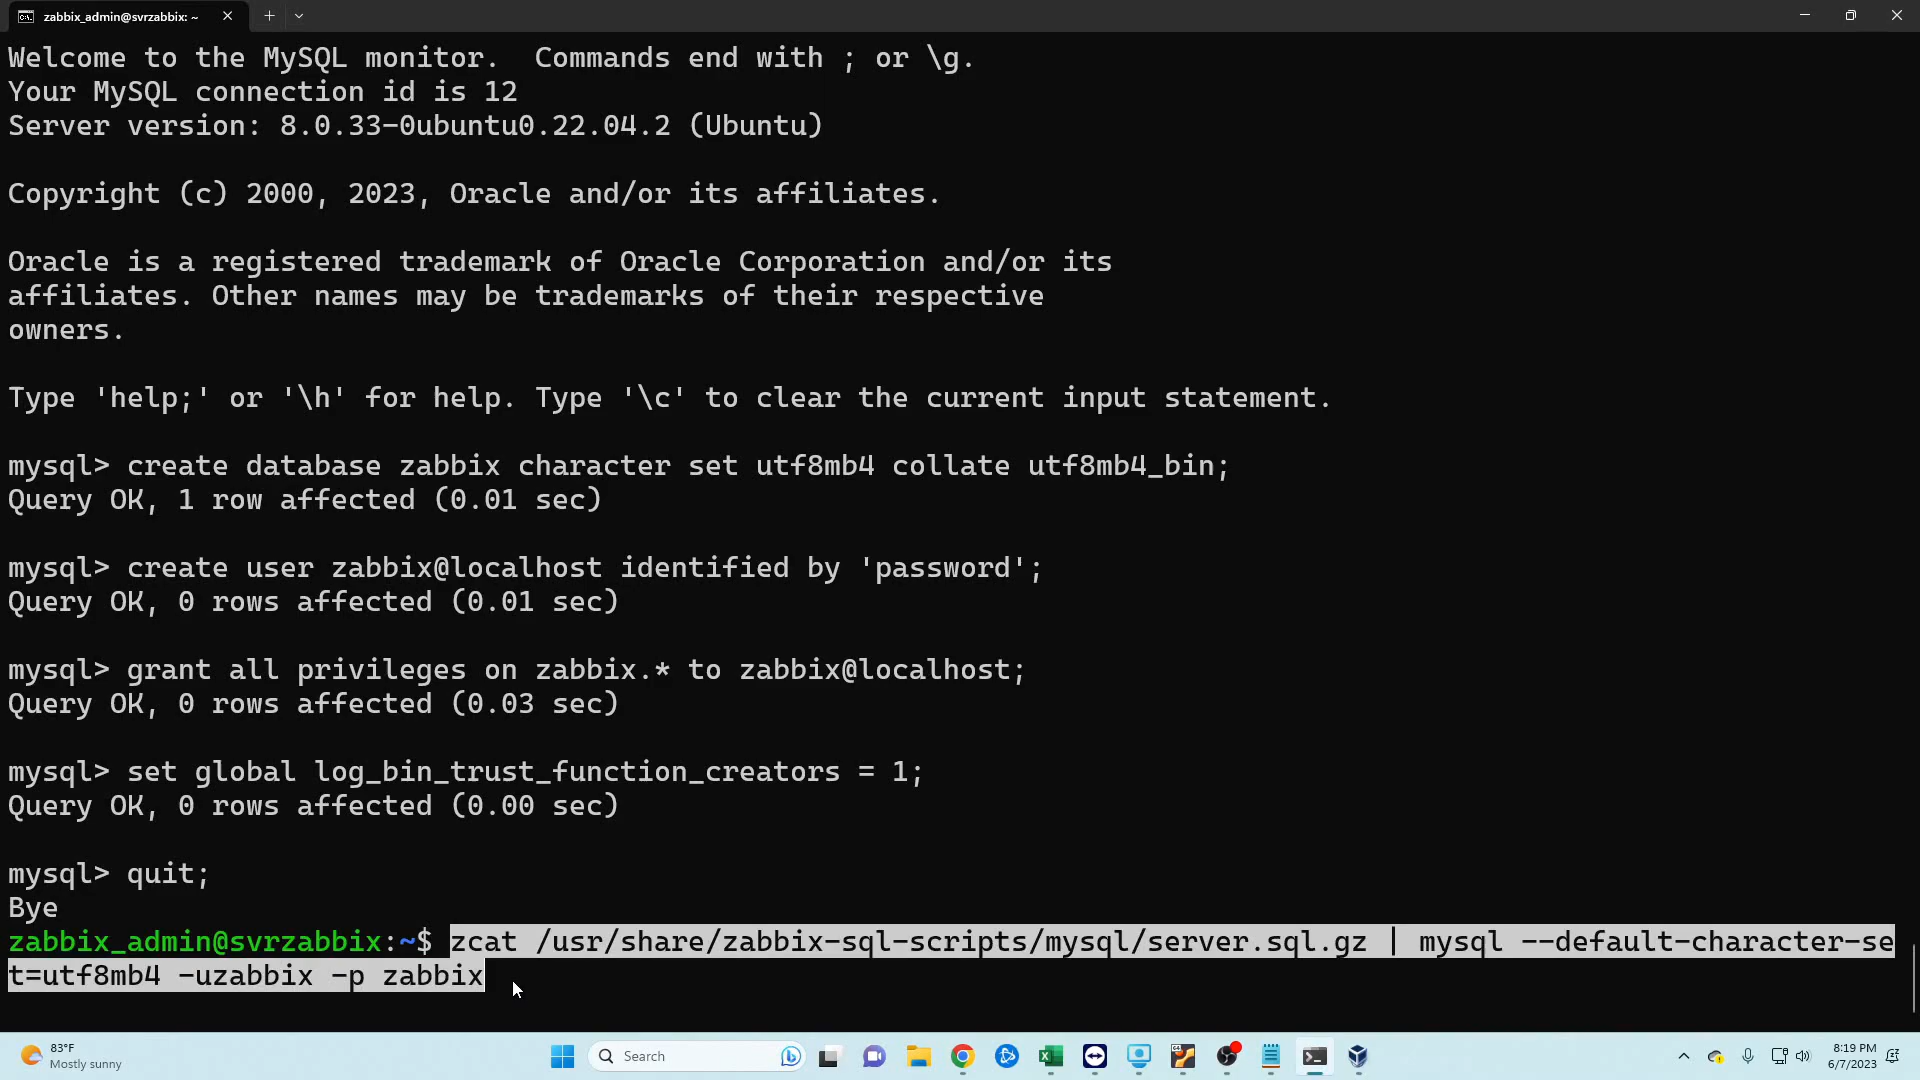 zabbix_admin@svrzabbix: ~
Welcome to the MySQL monitor.  Commands end with ; or \g.
Your MySQL connection id is 12
Server version: 8.0.33-0ubuntu0.22.04.2 (Ubuntu)
Copyright (c) 2000, 2023, Oracle and/or its affiliates.
Oracle is a registered trademark of Oracle Corporation and/or its
affiliates. Other names may be trademarks of their respective
owners.
Type 'help;' or '\h' for help. Type '\c' to clear the current input statement.
mysql> create database zabbix character set utf8mb4 collate utf8mb4_bin;
Query OK, 1 row affected (0.01 sec)
mysql> create user zabbix@localhost identified by 'password';
Query OK, 0 rows affected (0.01 sec)
mysql> grant all privileges on zabbix.* to zabbix@localhost;
Query OK, 0 rows affected (0.03 sec)
mysql> set global log_bin_trust_function_creators = 1;
Query OK, 0 rows affected (0.00 sec)
mysql> quit;
Bye
zabbix_admin@svrzabbix:~$ zcat /usr/share/zabbix-sql-scripts/mysql/server.sql.gz | mysql --default-character-se
t=utf8mb4 -uzabbix -p zabbix
83°F
Mostly sunny
Search
8:19 PM
6/7/2023